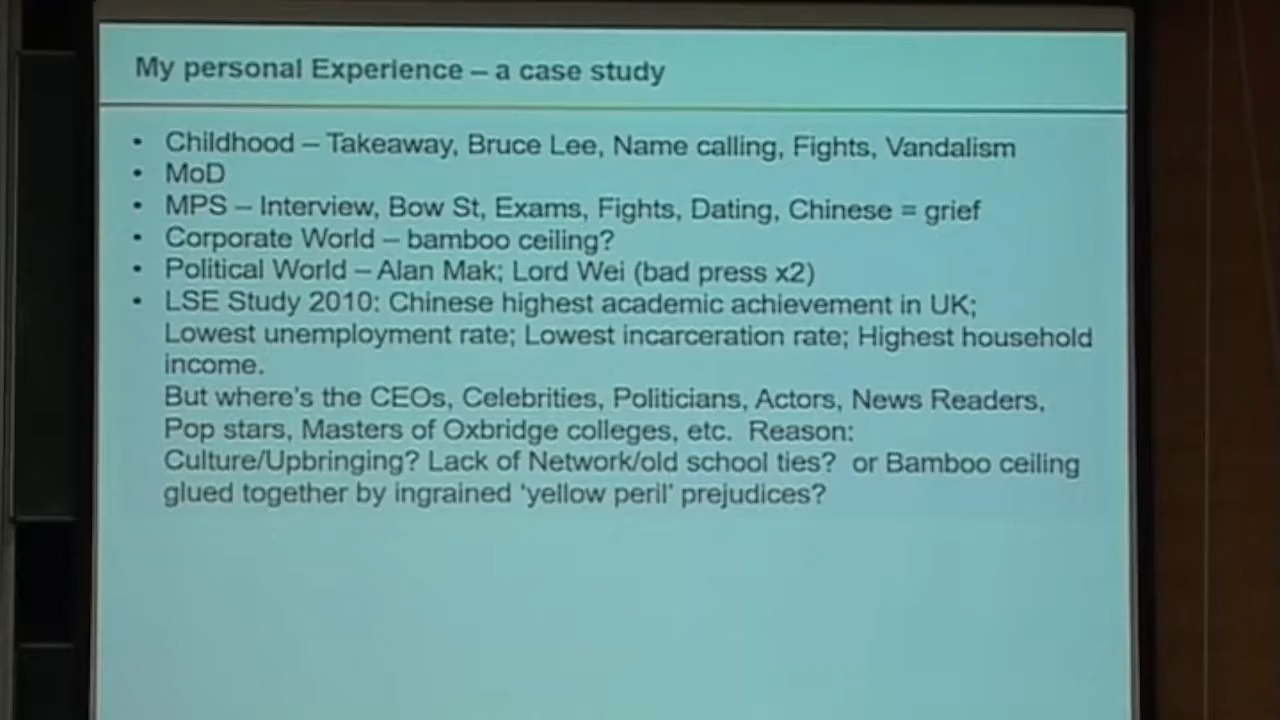 My personal Experience – a case study
• Childhood – Takeaway, Bruce Lee, Name calling, Fights, Vandalism
• MoD
• MPS – Interview, Bow St, Exams, Fights, Dating, Chinese = grief
• Corporate World – bamboo ceiling?
• Political World – Alan Mak; Lord Wei (bad press x2)
• LSE Study 2010: Chinese highest academic achievement in UK;
Lowest unemployment rate; Lowest incarceration rate; Highest household
income.
But where's the CEOs, Celebrities, Politicians, Actors, News Readers,
Pop stars, Masters of Oxbridge colleges, etc. Reason:
Culture/Upbringing? Lack of Network/old school ties? or Bamboo ceiling
glued together by ingrained 'yellow peril' prejudices?